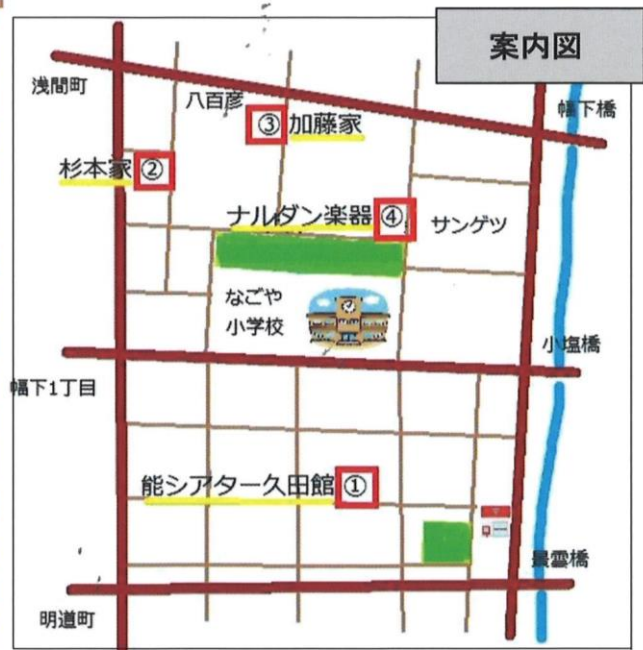 案内図
浅間町
八百彦
幅下橋
③ 加藤家
杉本家 ②
ナルダン楽器 ④
サンゲツ
なごや
小学校
小塩橋
幅下1丁目
能シアター久田館 ①
景雲橋
明道町